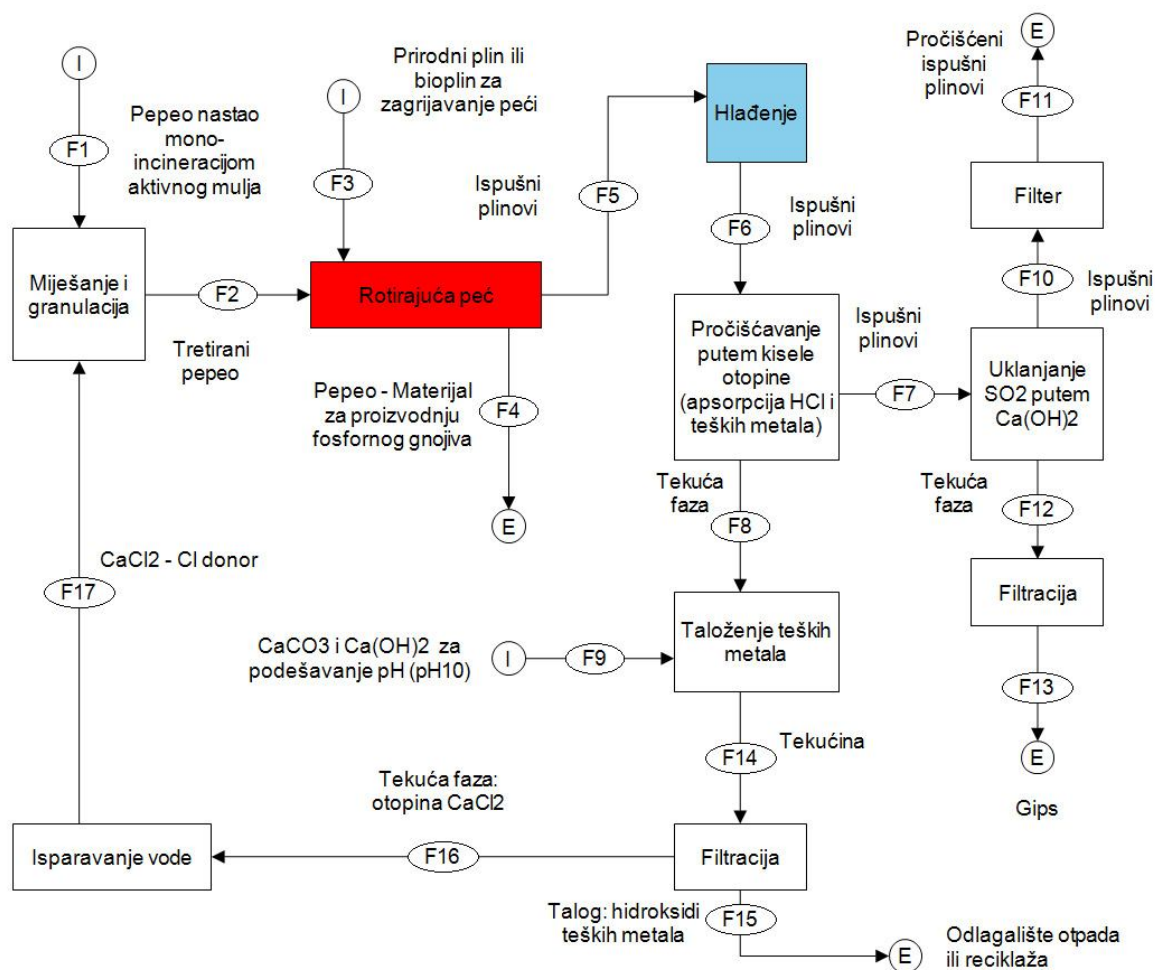 I
F1
Pepeo nastao
mono-
incineracijom
aktivnog mulja
Prirodni plin ili
bioplin za
zagrijavanje peći
I
F3
Ispušni
plinovi
F5
Hlađenje
F6
Ispušni
plinovi
E
Pročišćeni
ispušni
plinovi
F11
Filter
F10
Ispušni
plinovi
Miješanje i
granulacija
F2
Tretirani
pepeo
Rotirajuća peć
Pepeo - Materijal
za proizvodnju
fosfornog gnojiva
F4
E
Pročišćavanje
putem kisele
otopine
(apsorpcija HCl i
teških metala)
Ispušni
plinovi
F7
Uklanjanje
SO2 putem
Ca(OH)2
Tekuća
faza
F8
Tekuća
faza
F12
Filtracija
F13
E
Gips
CaCl2 - Cl donor
F17
CaCO3 i Ca(OH)2 za
podešavanje pH (pH10)
I
F9
Taloženje teških
metala
F14
Tekućina
Tekuća faza:
otopina CaCl2
Isparavanje vode
F16
Filtracija
Talog: hidroksidi
teških metala
F15
E
Odlagalište otpada
ili reciklaža